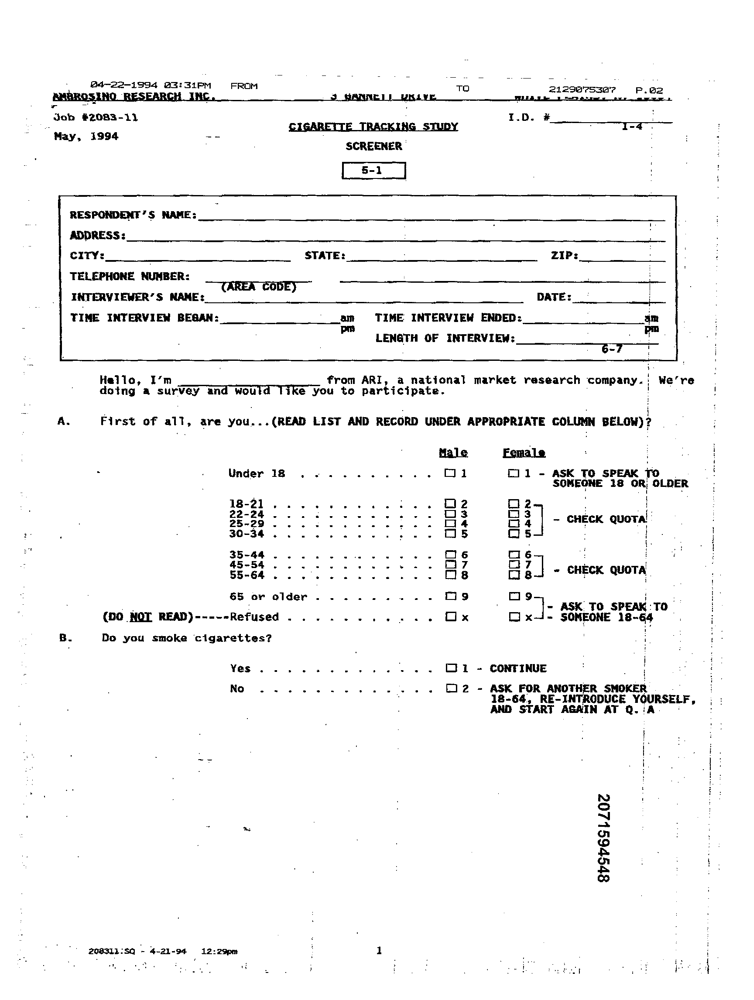 04-22-1994 03:31PM FROM TO 2129075307 P.02
AMBROSINO RESEARCH INC.
Job #2083-11 I.D. #
1-4
May, 1994 CIGARETTE TRACKING STUDY
SCREENER
5-1
RESPONDENT'S NAME:
ADDRESS:
CITY: STATE: ZIP:
TELEPHONE NUMBER:
(AREA CODE)
INTERVIEWER'S NAME: DATE:
TIME INTERVIEW BEGAN: am TIME INTERVIEW ENDED: am
pm pm
LENGTH OF INTERVIEW:
6-7
Hello, I'm from ARI, a national market research company. We're
doing a survey and would like you to participate.
A. First of all, are you...(READ LIST AND RECORD UNDER APPROPRIATE COLUMN BELOW)?
Male Female
Under 18 . . . . . . . . . . ☐ 1 ☐ 1 - ASK TO SPEAK TO
SOMEONE 18 OR OLDER
18-21 . . . . . . . . . . . . ☐ 2 ☐ 2
22-24 . . . . . . . . . . . . ☐ 3 ☐ 3
25-29 . . . . . . . . . . . . ☐ 4 ☐ 4 - CHECK QUOTA
30-34 . . . . . . . . . . . . ☐ 5 ☐ 5
35-44 . . . . . . . . . . . . ☐ 6 ☐ 6
45-54 . . . . . . . . . . . . ☐ 7 ☐ 7 - CHECK QUOTA
55-64 . . . . . . . . . . . . ☐ 8 ☐ 8
65 or older . . . . . . . . . ☐ 9 ☐ 9
- ASK TO SPEAK TO
(DO NOT READ)-----Refused . . . . . . . . . . . ☐ x ☐ x - SOMEONE 18-64
B. Do you smoke cigarettes?
Yes . . . . . . . . . . . . . ☐ 1 - CONTINUE
No . . . . . . . . . . . . . ☐ 2 - ASK FOR ANOTHER SMOKER
18-64, RE-INTRODUCE YOURSELF,
AND START AGAIN AT Q. A
2071594548
208311.SQ - 4-21-94 12:29pm 1